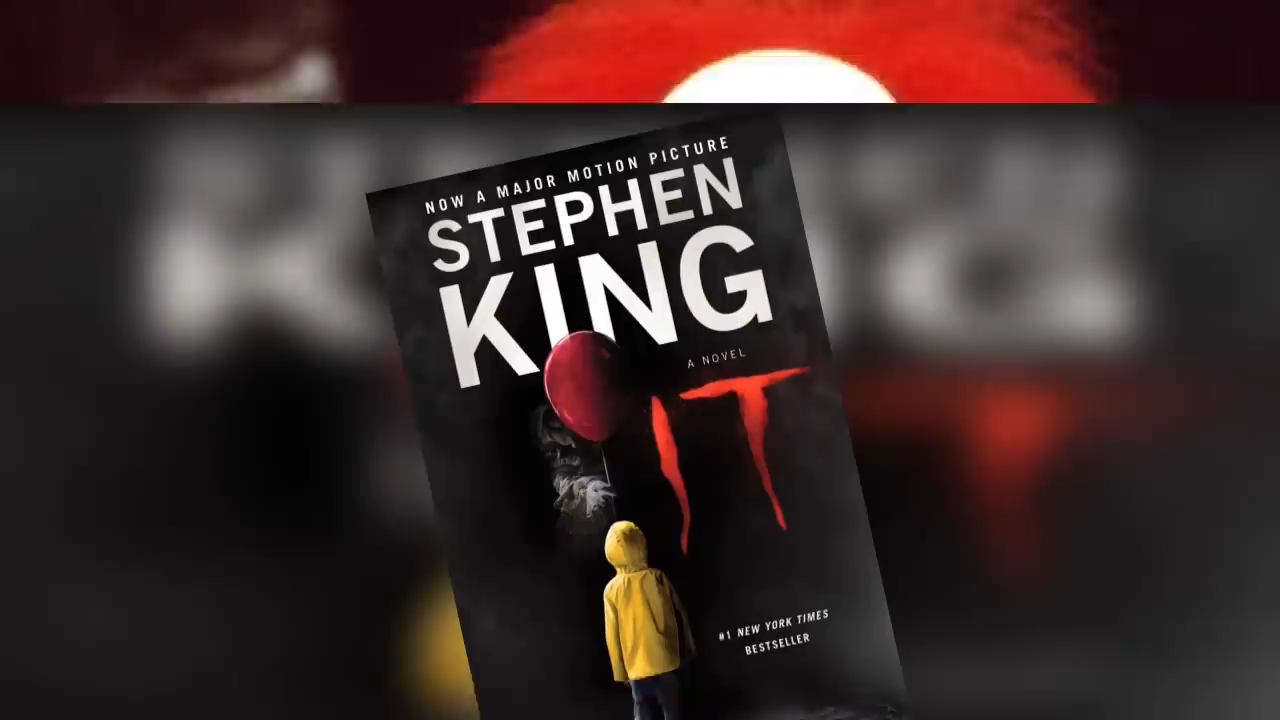 NOW A MAJOR MOTION PICTURE
STEPHEN
KING
A NOVEL
IT
#1 NEW YORK TIMES
BESTSELLER